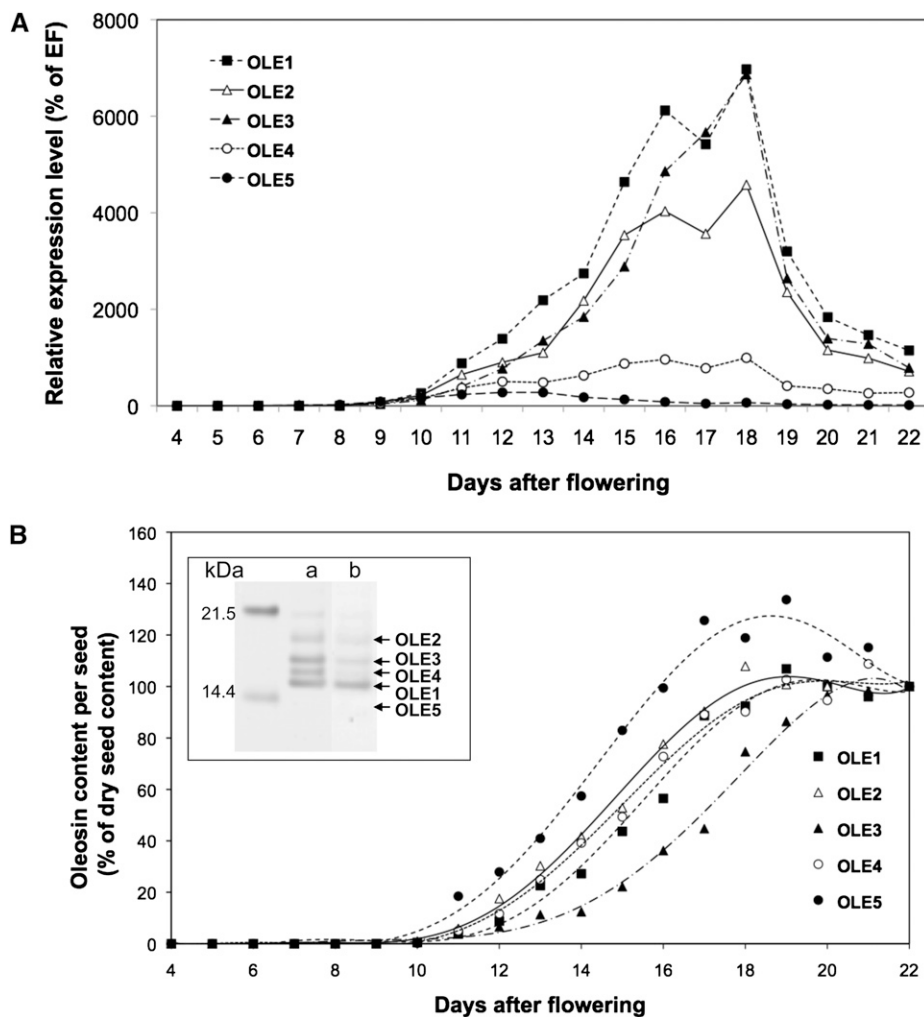 A
Relative expression level (% of EF)
8000
6000
4000
2000
0
OLE1
OLE2
OLE3
OLE4
OLE5
4 5 6 7 8 9 10 11 12 13 14 15 16 17 18 19 20 21 22
Days after flowering
B
Oleosin content per seed
(% of dry seed content)
160
140
120
100
80
60
40
20
0
kDa a b
21.5
14.4
OLE2
OLE3
OLE4
OLE1
OLE5
OLE1
OLE2
OLE3
OLE4
OLE5
4 6 8 10 12 14 16 18 20 22
Days after flowering